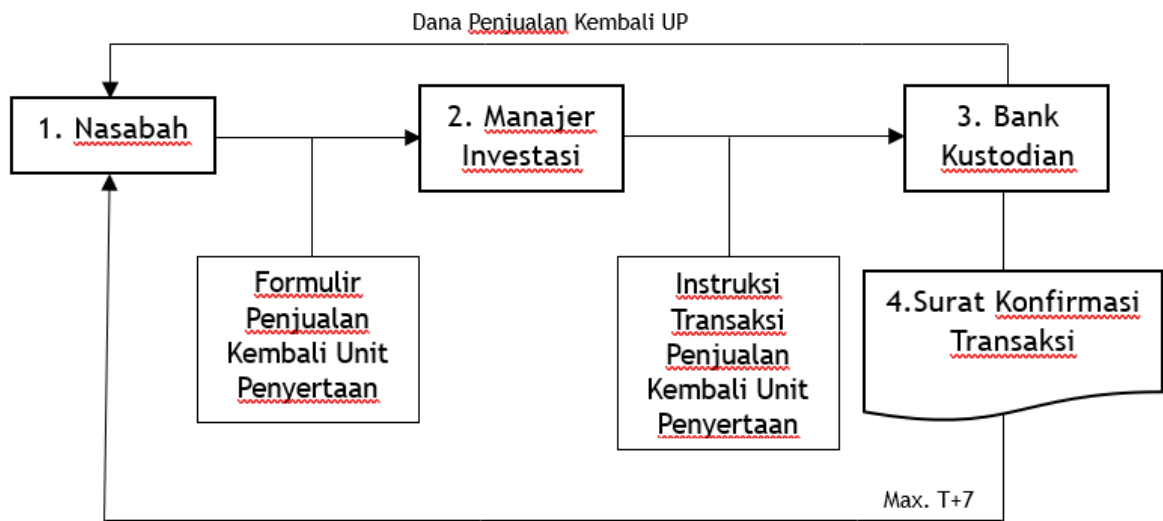 Dana Penjualan Kembali UP
1. Nasabah
2. Manajer
Investasi
3. Bank
Kustodian
Formulir
Penjualan
Kembali Unit
Penyertaan
Instruksi
Transaksi
Penjualan
Kembali Unit
Penyertaan
4.Surat Konfirmasi
Transaksi
Max. T+7